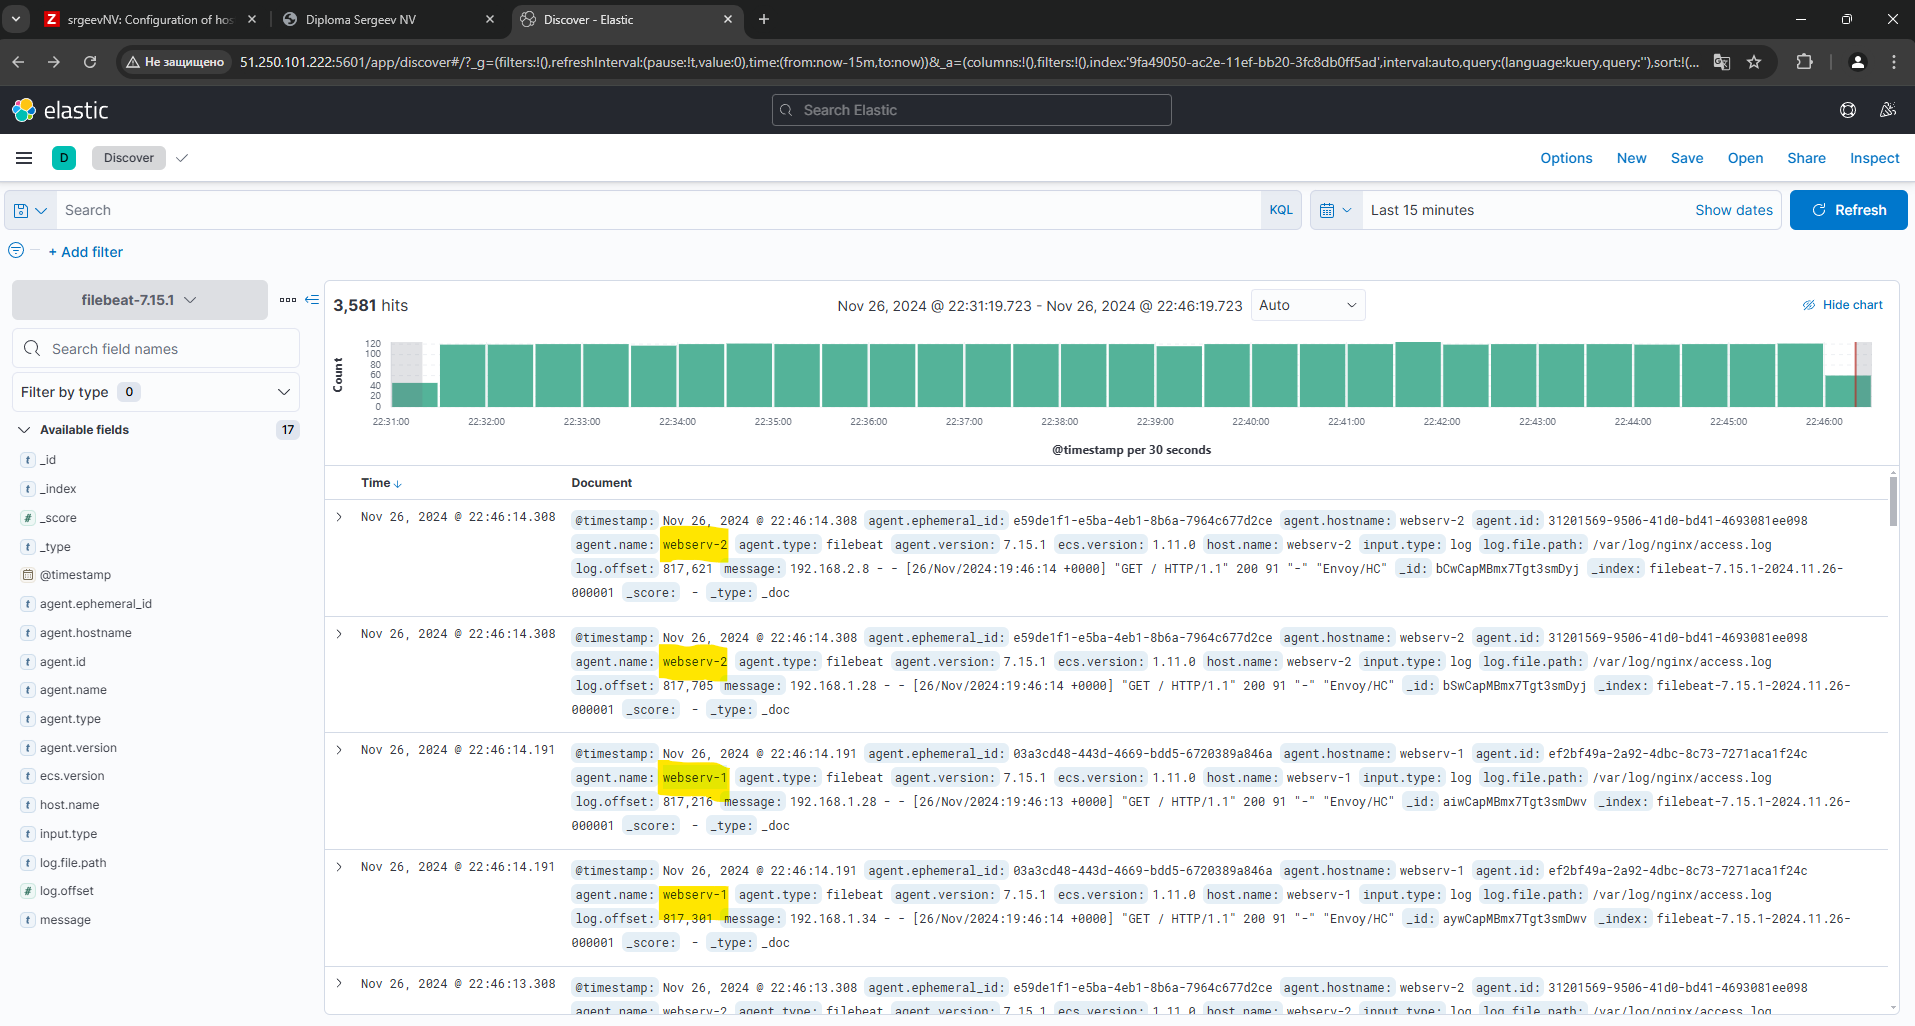 srgeevNV: Configuration of hos
Diploma Sergeev NV
Discover - Elastic
Не защищено
51.250.101.222:5601/app/discover#/?_g=(filters:!(),refreshInterval:(pause:!t,value:0),time:(from:now-15m,to:now))&_a=(columns:!(),filters:!(),index:'9fa49050-ac2e-11ef-bb20-3fc8db0ff5ad',interval:auto,query:(language:kuery,query:''),sort:!(...
elastic
Search Elastic
D
Discover
Options New Save Open Share Inspect
Search
KQL
Last 15 minutes
Show dates
Refresh
+ Add filter
filebeat-7.15.1
Search field names
Filter by type 0
Available fields 17
t _id
t _index
# _score
t _type
@timestamp
t agent.ephemeral_id
t agent.hostname
t agent.id
t agent.name
t agent.type
t agent.version
t ecs.version
t host.name
t input.type
t log.file.path
# log.offset
t message
3,581 hits
Nov 26, 2024 @ 22:31:19.723 - Nov 26, 2024 @ 22:46:19.723
Auto
Hide chart
Count
120
100
80
60
40
20
0
22:31:00 22:32:00 22:33:00 22:34:00 22:35:00 22:36:00 22:37:00 22:38:00 22:39:00 22:40:00 22:41:00 22:42:00 22:43:00 22:44:00 22:45:00 22:46:00
@timestamp per 30 seconds
Time Document
Nov 26, 2024 @ 22:46:14.308
@timestamp: Nov 26, 2024 @ 22:46:14.308 agent.ephemeral_id: e59de1f1-e5ba-4eb1-8b6a-7964c677d2ce agent.hostname: webserv-2 agent.id: 31201569-9506-41d0-bd41-4693081ee098
agent.name: webserv-2 agent.type: filebeat agent.version: 7.15.1 ecs.version: 1.11.0 host.name: webserv-2 input.type: log log.file.path: /var/log/nginx/access.log
log.offset: 817,621 message: 192.168.2.8 - - [26/Nov/2024:19:46:14 +0000] "GET / HTTP/1.1" 200 91 "-" "Envoy/HC" _id: bCwCapMBmx7Tgt3smDyj _index: filebeat-7.15.1-2024.11.26-
000001 _score: - _type: _doc
Nov 26, 2024 @ 22:46:14.308
@timestamp: Nov 26, 2024 @ 22:46:14.308 agent.ephemeral_id: e59de1f1-e5ba-4eb1-8b6a-7964c677d2ce agent.hostname: webserv-2 agent.id: 31201569-9506-41d0-bd41-4693081ee098
agent.name: webserv-2 agent.type: filebeat agent.version: 7.15.1 ecs.version: 1.11.0 host.name: webserv-2 input.type: log log.file.path: /var/log/nginx/access.log
log.offset: 817,705 message: 192.168.1.28 - - [26/Nov/2024:19:46:14 +0000] "GET / HTTP/1.1" 200 91 "-" "Envoy/HC" _id: bSwCapMBmx7Tgt3smDyj _index: filebeat-7.15.1-2024.11.26-
000001 _score: - _type: _doc
Nov 26, 2024 @ 22:46:14.191
@timestamp: Nov 26, 2024 @ 22:46:14.191 agent.ephemeral_id: 03a3cd48-443d-4669-bdd5-6720389a846a agent.hostname: webserv-1 agent.id: ef2bf49a-2a92-4dbc-8c73-7271aca1f24c
agent.name: webserv-1 agent.type: filebeat agent.version: 7.15.1 ecs.version: 1.11.0 host.name: webserv-1 input.type: log log.file.path: /var/log/nginx/access.log
log.offset: 817,216 message: 192.168.1.28 - - [26/Nov/2024:19:46:13 +0000] "GET / HTTP/1.1" 200 91 "-" "Envoy/HC" _id: aiwCapMBmx7Tgt3smDwv _index: filebeat-7.15.1-2024.11.26-
000001 _score: - _type: _doc
Nov 26, 2024 @ 22:46:14.191
@timestamp: Nov 26, 2024 @ 22:46:14.191 agent.ephemeral_id: 03a3cd48-443d-4669-bdd5-6720389a846a agent.hostname: webserv-1 agent.id: ef2bf49a-2a92-4dbc-8c73-7271aca1f24c
agent.name: webserv-1 agent.type: filebeat agent.version: 7.15.1 ecs.version: 1.11.0 host.name: webserv-1 input.type: log log.file.path: /var/log/nginx/access.log
log.offset: 817,301 message: 192.168.1.34 - - [26/Nov/2024:19:46:14 +0000] "GET / HTTP/1.1" 200 91 "-" "Envoy/HC" _id: aywCapMBmx7Tgt3smDwv _index: filebeat-7.15.1-2024.11.26-
000001 _score: - _type: _doc
Nov 26, 2024 @ 22:46:13.308
@timestamp: Nov 26, 2024 @ 22:46:13.308 agent.ephemeral_id: e59de1f1-e5ba-4eb1-8b6a-7964c677d2ce agent.hostname: webserv-2 agent.id: 31201569-9506-41d0-bd41-4693081ee098
agent.name: webserv-2 agent.type: filebeat agent.version: 7.15.1 ecs.version: 1.11.0 host.name: webserv-2 input.type: log log.file.path: /var/log/nginx/access.log